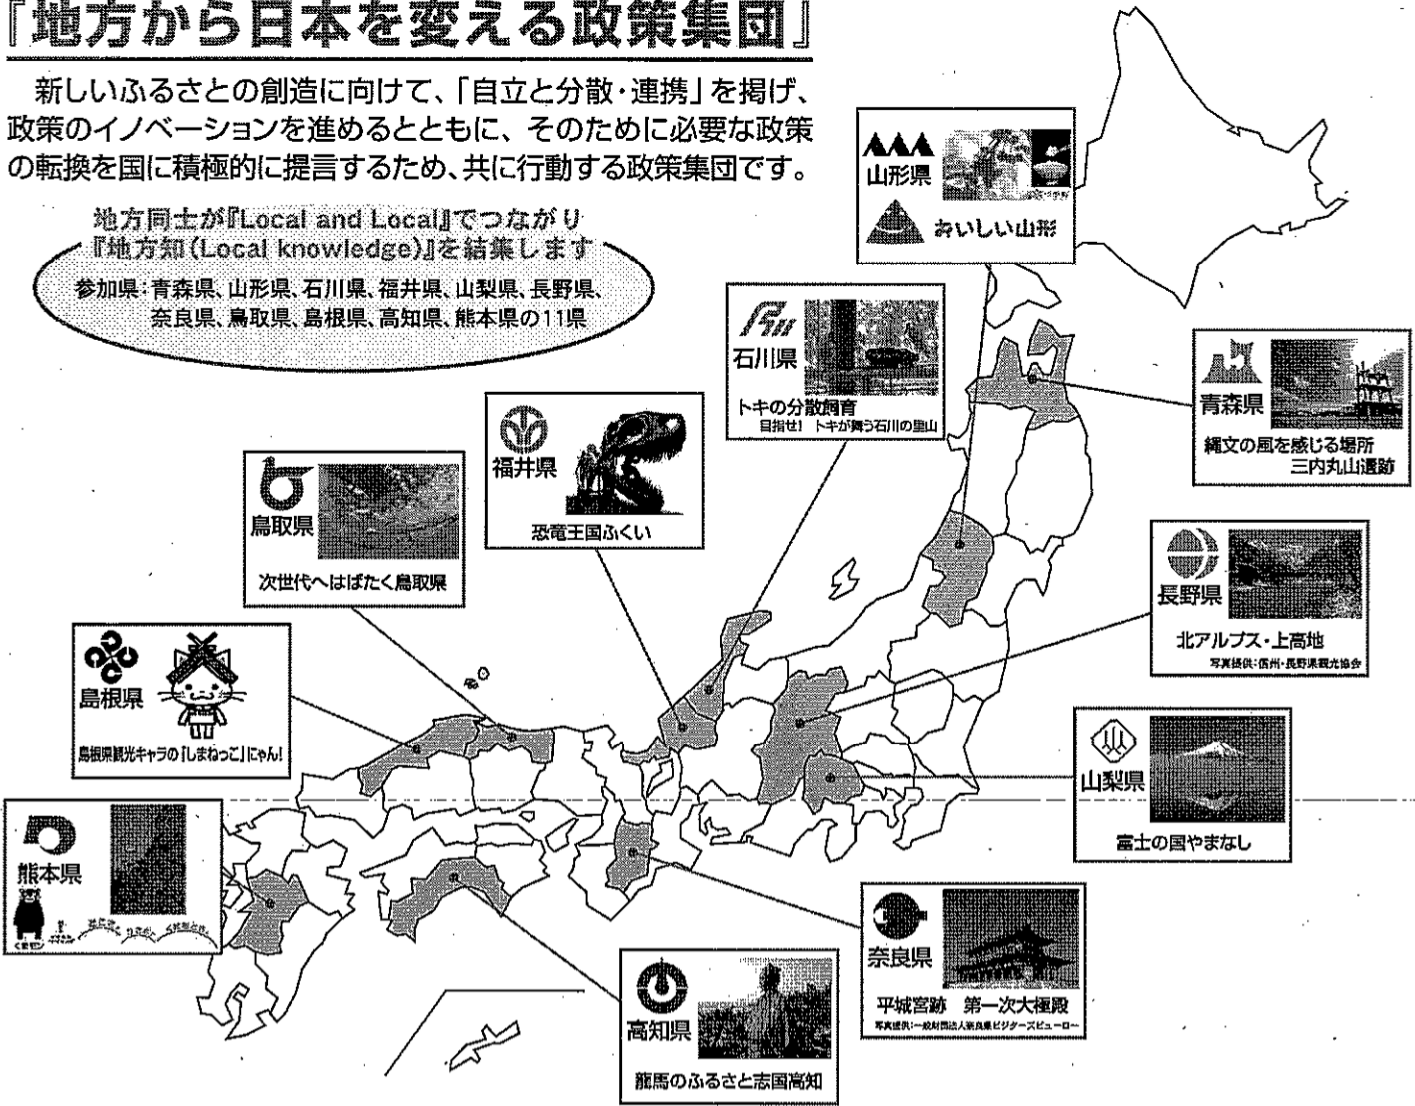 『地方から日本を変える政策集団』
新しいふるさとの創造に向けて、「自立と分散・連携」を掲げ、
政策のイノベーションを進めるとともに、そのために必要な政策
の転換を国に積極的に提言するため、共に行動する政策集団です。
地方同士が『Local and Local』でつながり
『地方知(Local knowledge)』を結集します
参加県：青森県、山形県、石川県、福井県、山梨県、長野県、
奈良県、鳥取県、島根県、高知県、熊本県の11県
山形県
おいしい山形
石川県
トキの分散飼育
目指せ！ トキが舞う石川の里山
青森県
縄文の風を感じる場所
三内丸山遺跡
福井県
恐竜王国ふくい
鳥取県
次世代へはばたく鳥取県
長野県
北アルプス・上高地
写真提供：信州・長野県観光協会
島根県
島根県観光キャラの『しまねっこ』にゃん！
山梨県
富士の国やまなし
熊本県
奈良県
平城宮跡　第一次大極殿
写真提供：一般財団法人奈良県ビジターズビューロー
高知県
龍馬のふるさと志国高知